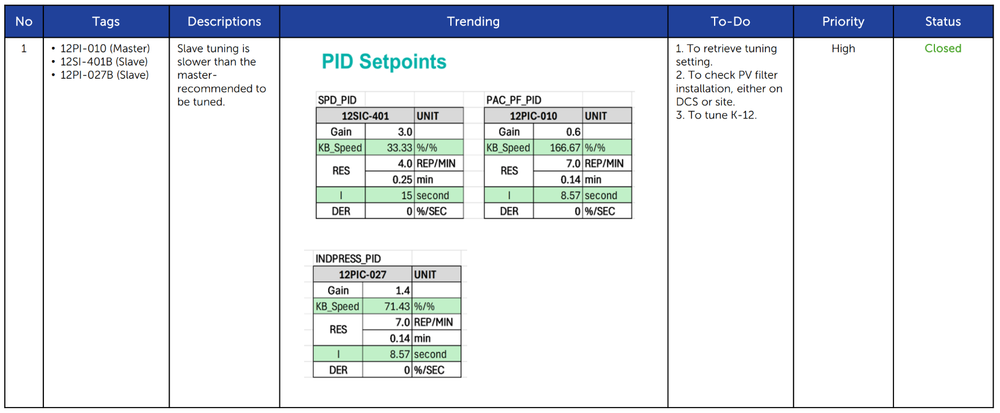 No Tags Descriptions Trending To-Do Priority Status
1
• 12PI-010 (Master)
• 12SI-401B (Slave)
• 12PI-027B (Slave)
Slave tuning is
slower than the
master-
recommended to
be tuned.
PID Setpoints
SPD_PID
12SIC-401 UNIT
Gain 3.0
KB_Speed 33.33 %/%
RES 4.0 REP/MIN
0.25 min
I 15 second
DER 0 %/SEC
PAC_PF_PID
12PIC-010 UNIT
Gain 0.6
KB_Speed 166.67 %/%
RES 7.0 REP/MIN
0.14 min
I 8.57 second
DER 0 %/SEC
INDPRESS_PID
12PIC-027 UNIT
Gain 1.4
KB_Speed 71.43 %/%
RES 7.0 REP/MIN
0.14 min
I 8.57 second
DER 0 %/SEC
1. To retrieve tuning
setting.
2. To check PV filter
installation, either on
DCS or site.
3. To tune K-12.
High
Closed